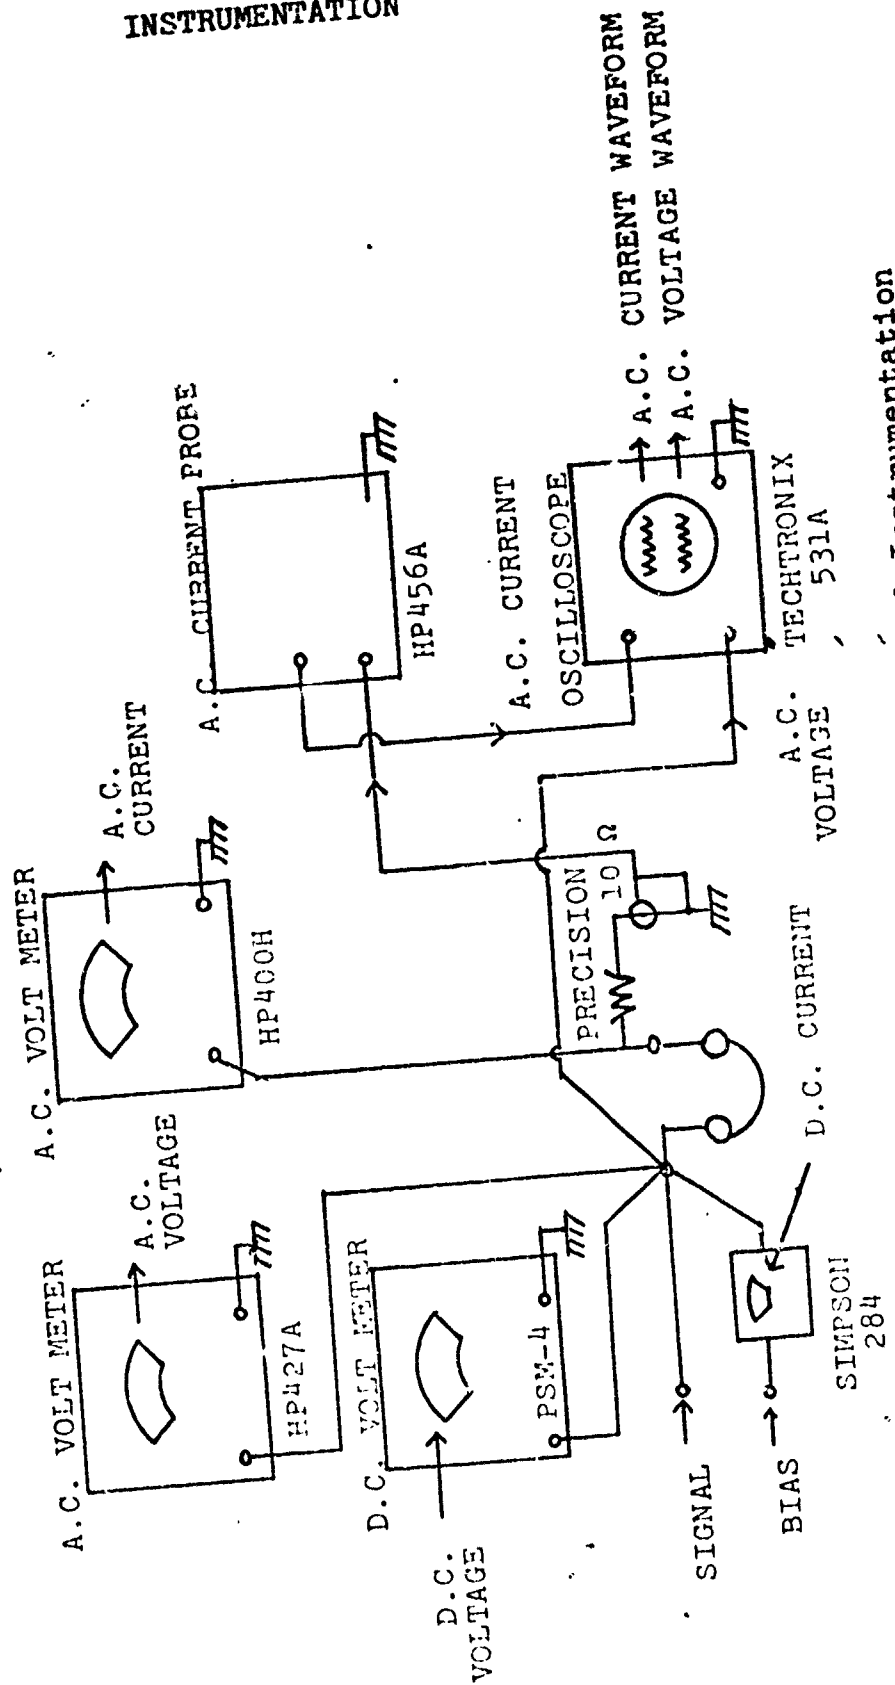 INSTRUMENTATION
A.C. VOLT METER
A.C.
VOLTAGE
HP427A
A.C. VOLT METER
A.C.
CURRENT
HP400H
A.C. CURRENT PROBE
HP456A
D.C.
VOLTAGE
D.C. VOLT METER
PSM-4
A.C. CURRENT
OSCILLOSCOPE
A.C. CURRENT WAVEFORM
A.C. VOLTAGE WAVEFORM
TECHTRONIX
531A
A.C.
VOLTAGE
PRECISION
10 Ω
SIGNAL
BIAS
SIMPSON
284
D.C. CURRENT
Instrumentation